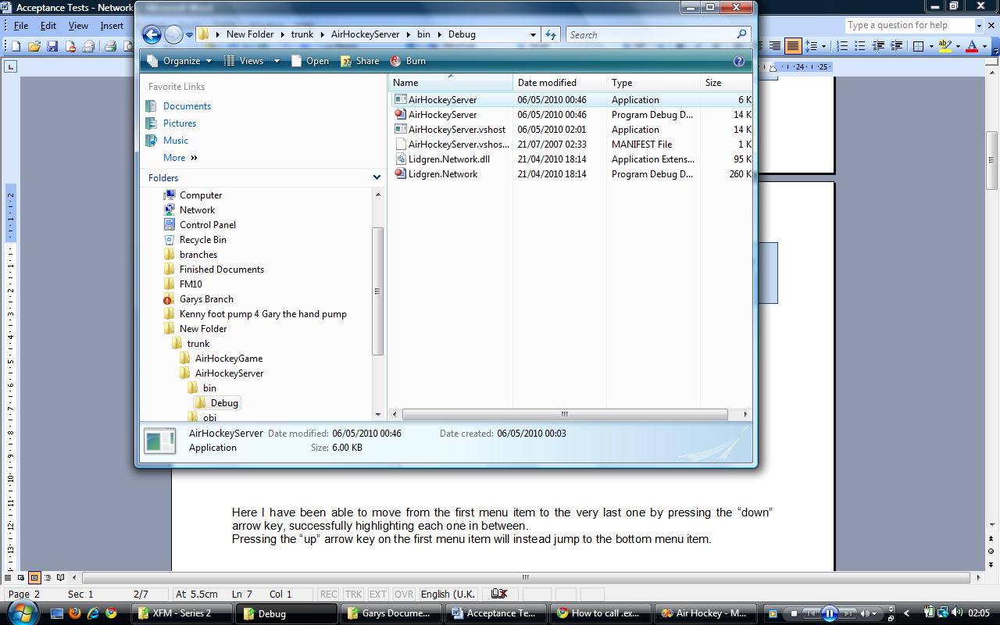 Acceptance Tests - Network
File Edit View Insert
Type a question for help
New Folder trunk AirHockeyServer bin Debug
Search
Organize Views Open Share Burn
Favorite Links
Documents
Pictures
Music
More »
Folders
Computer
Network
Control Panel
Recycle Bin
branches
Finished Documents
FM10
Garys Branch
Kenny foot pump 4 Gary the hand pump
New Folder
trunk
AirHockeyGame
AirHockeyServer
bin
Debug
obj
Name Date modified Type Size
AirHockeyServer 06/05/2010 00:46 Application 6 K
AirHockeyServer 06/05/2010 00:46 Program Debug D... 14 K
AirHockeyServer.vshost 06/05/2010 02:01 Application 14 K
AirHockeyServer.vshos... 21/07/2007 02:33 MANIFEST File 1 K
Lidgren.Network.dll 21/04/2010 18:14 Application Extens... 95 K
Lidgren.Network 21/04/2010 18:14 Program Debug D... 260 K
AirHockeyServer Date modified: 06/05/2010 00:46 Date created: 06/05/2010 00:03
Application Size: 6.00 KB
Here I have been able to move from the first menu item to the very last one by pressing the “down”
arrow key, successfully highlighting each one in between.
Pressing the “up” arrow key on the first menu item will instead jump to the bottom menu item.
Page 2 Sec 1 2/7 At 5.5cm Ln 7 Col 1 REC TRK EXT OVR English (U.K.
XFM - Series 2 Debug Garys Docume... Acceptance Te... How to call .ex... Air Hockey - M... 02:05